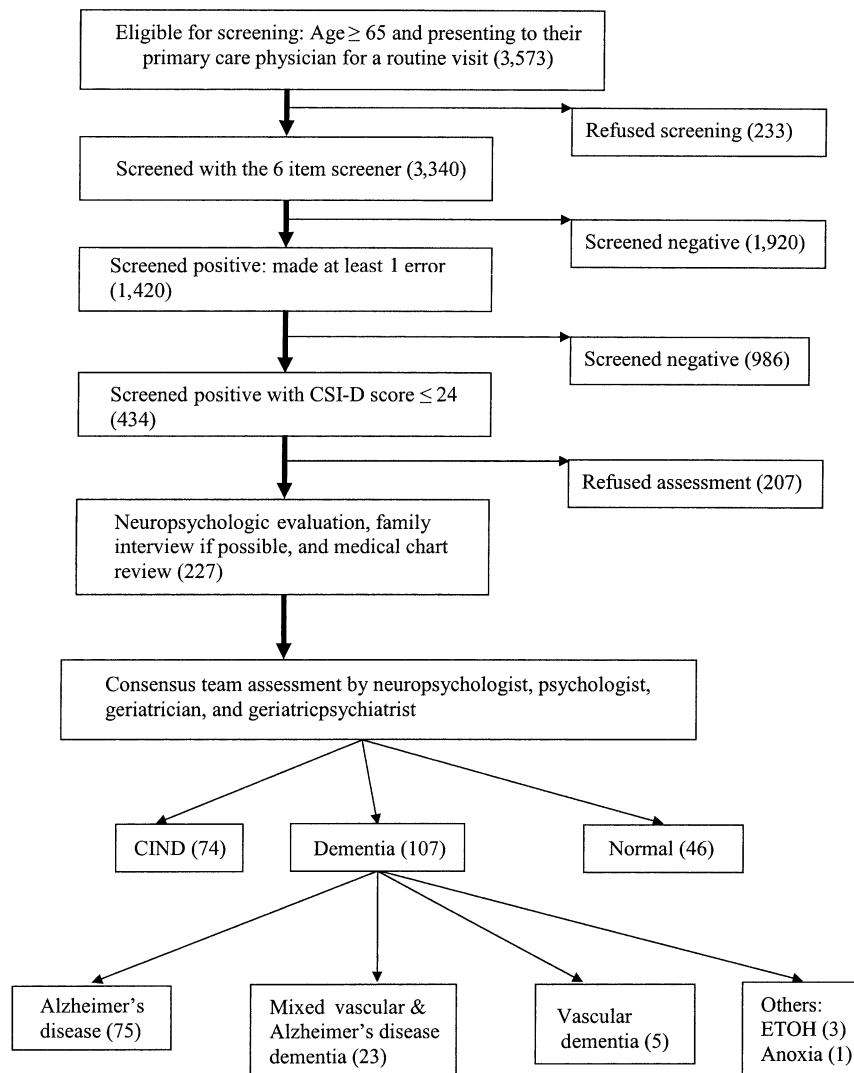 Eligible for screening: Age ≥ 65 and presenting to their
primary care physician for a routine visit (3,573)
Refused screening (233)
Screened with the 6 item screener (3,340)
Screened negative (1,920)
Screened positive: made at least 1 error
(1,420)
Screened negative (986)
Screened positive with CSI-D score ≤ 24
(434)
Refused assessment (207)
Neuropsychologic evaluation, family
interview if possible, and medical chart
review (227)
Consensus team assessment by neuropsychologist, psychologist,
geriatrician, and geriatricpsychiatrist
CIND (74)
Dementia (107)
Normal (46)
Alzheimer's
disease (75)
Mixed vascular &
Alzheimer's disease
dementia (23)
Vascular
dementia (5)
Others:
ETOH (3)
Anoxia (1)